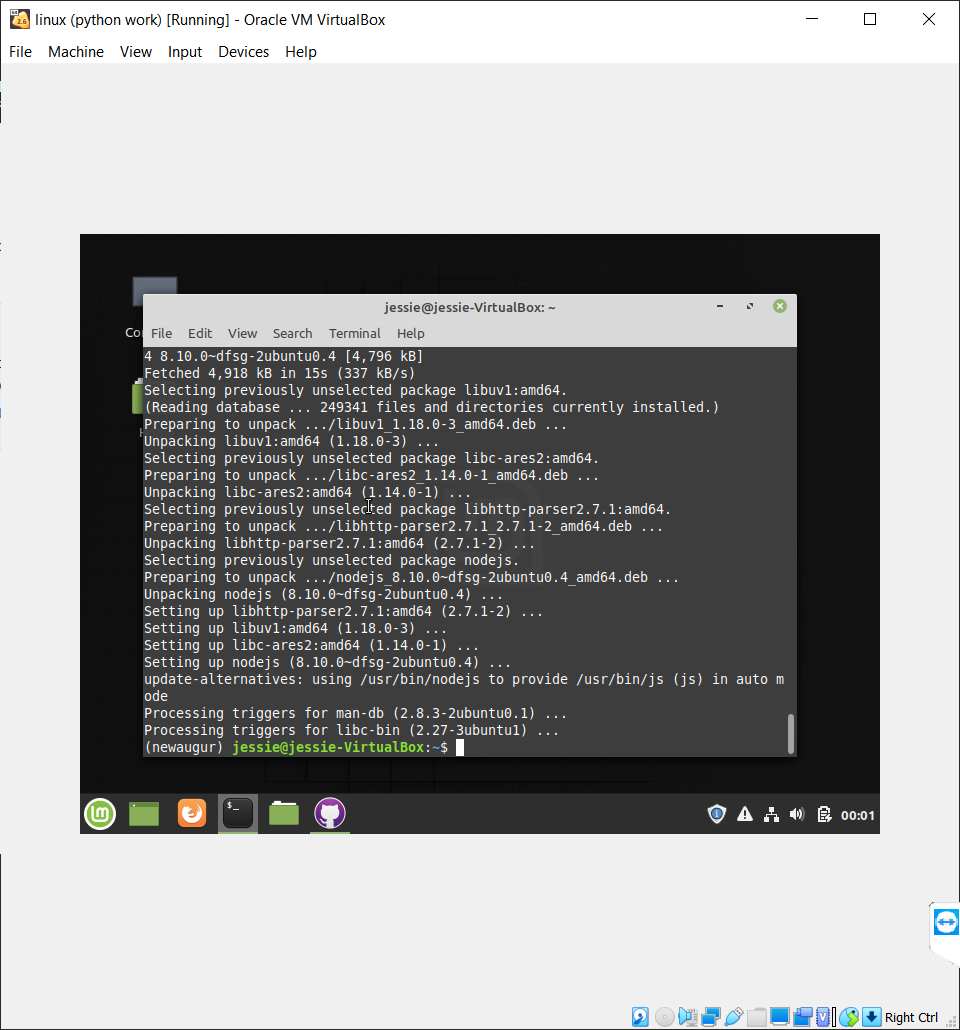 linux (python work) [Running] - Oracle VM VirtualBox
File Machine View Input Devices Help
jessie@jessie-VirtualBox: ~
File Edit View Search Terminal Help
4 8.10.0~dfsg-2ubuntu0.4 [4,796 kB]
Fetched 4,918 kB in 15s (337 kB/s)
Selecting previously unselected package libuv1:amd64.
(Reading database ... 249341 files and directories currently installed.)
Preparing to unpack .../libuv1_1.18.0-3_amd64.deb ...
Unpacking libuv1:amd64 (1.18.0-3) ...
Selecting previously unselected package libc-ares2:amd64.
Preparing to unpack .../libc-ares2_1.14.0-1_amd64.deb ...
Unpacking libc-ares2:amd64 (1.14.0-1) ...
Selecting previously unselected package libhttp-parser2.7.1:amd64.
Preparing to unpack .../libhttp-parser2.7.1_2.7.1-2_amd64.deb ...
Unpacking libhttp-parser2.7.1:amd64 (2.7.1-2) ...
Selecting previously unselected package nodejs.
Preparing to unpack .../nodejs_8.10.0~dfsg-2ubuntu0.4_amd64.deb ...
Unpacking nodejs (8.10.0~dfsg-2ubuntu0.4) ...
Setting up libhttp-parser2.7.1:amd64 (2.7.1-2) ...
Setting up libuv1:amd64 (1.18.0-3) ...
Setting up libc-ares2:amd64 (1.14.0-1) ...
Setting up nodejs (8.10.0~dfsg-2ubuntu0.4) ...
update-alternatives: using /usr/bin/nodejs to provide /usr/bin/js (js) in auto m
ode
Processing triggers for man-db (2.8.3-2ubuntu0.1) ...
Processing triggers for libc-bin (2.27-3ubuntu1) ...
(newaugur) jessie@jessie-VirtualBox:~$
00:01
Right Ctrl